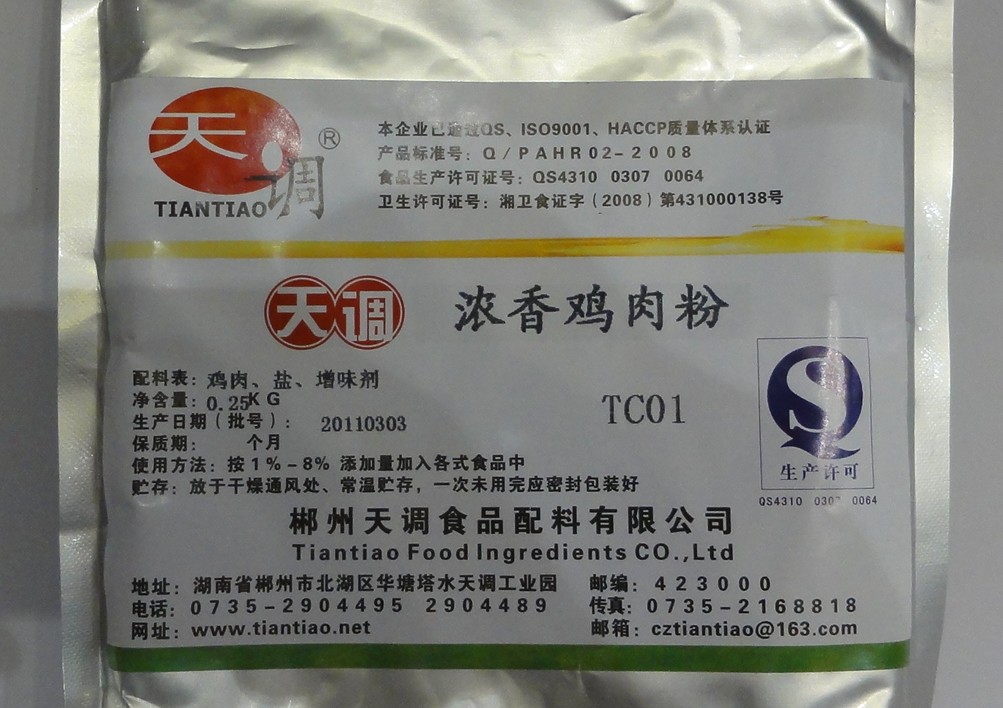 天调®
TIANTIAO
本企业已通过QS、ISO9001、HACCP质量体系认证
产品标准号：Q/PAHR02-2008
食品生产许可证号：QS4310 0307 0064
卫生许可证号：湘卫食证字（2008）第431000138号
天调 浓香鸡肉粉
配料表：鸡肉、盐、增味剂
净含量：0.25KG
TC01
生产日期（批号）： 20110303
保质期： 个月
使用方法：按1%-8% 添加量加入各式食品中
贮存：放于干燥通风处、常温贮存，一次未用完应密封包装好
生产许可
QS4310 0307 0064
郴州天调食品配料有限公司
Tiantiao Food Ingredients CO.,Ltd
地址：湖南省郴州市北湖区华塘塔水天调工业园 邮编：423000
电话：0735-2904495 2904489 传真：0735-2168818
网址：www.tiantiao.net 邮箱：cztiantiao@163.com